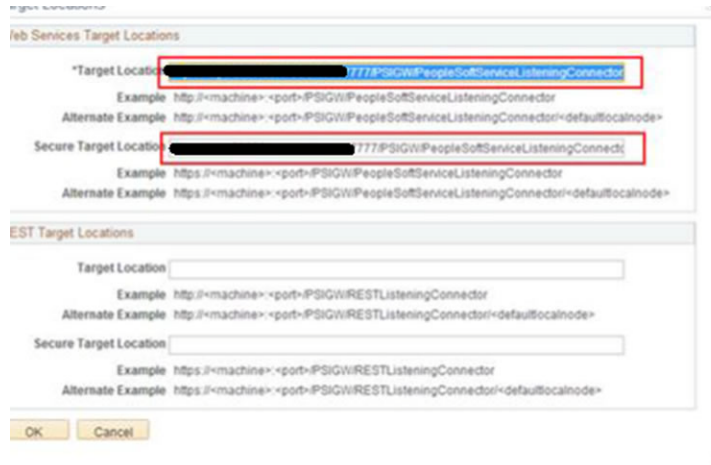 Target Locations
Web Services Target Locations
*Target Location
7777/PSIGW/PeopleSoftServiceListeningConnector
Example http://<machine>:<port>/PSIGW/PeopleSoftServiceListeningConnector
Alternate Example http://<machine>:<port>/PSIGW/PeopleSoftServiceListeningConnector/<defaultlocalnode>
Secure Target Location
7777/PSIGW/PeopleSoftServiceListeningConnectc
Example https://<machine>:<port>/PSIGW/PeopleSoftServiceListeningConnector
Alternate Example https://<machine>:<port>/PSIGW/PeopleSoftServiceListeningConnector/<defaultlocalnode>
EST Target Locations
Target Location
Example http://<machine>:<port>/PSIGW/RESTListeningConnector
Alternate Example http://<machine>:<port>/PSIGW/RESTListeningConnector/<defaultlocalnode>
Secure Target Location
Example https://<machine>:<port>/PSIGW/RESTListeningConnector
Alternate Example https://<machine>:<port>/PSIGW/RESTListeningConnector/<defaultlocalnode>
OK Cancel